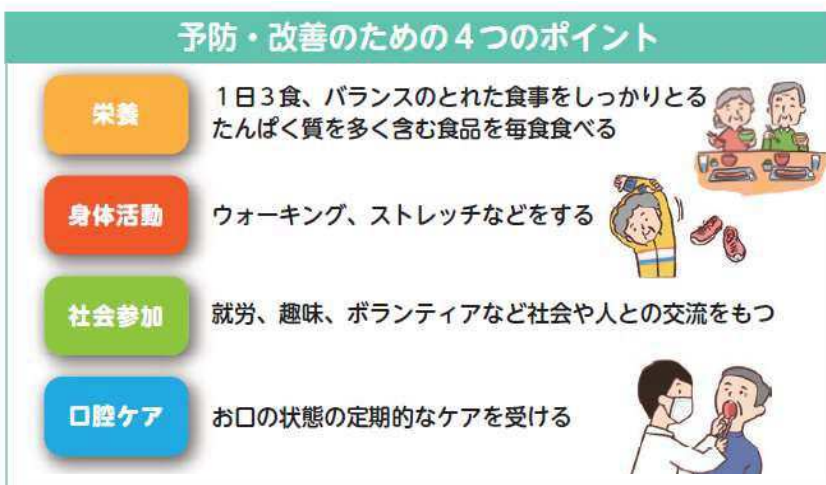 予防・改善のための４つのポイント
栄養
１日３食、バランスのとれた食事をしっかりとる
たんぱく質を多く含む食品を毎食食べる
身体活動
ウォーキング、ストレッチなどをする
社会参加
就労、趣味、ボランティアなど社会や人との交流をもつ
口腔ケア
お口の状態の定期的なケアを受ける